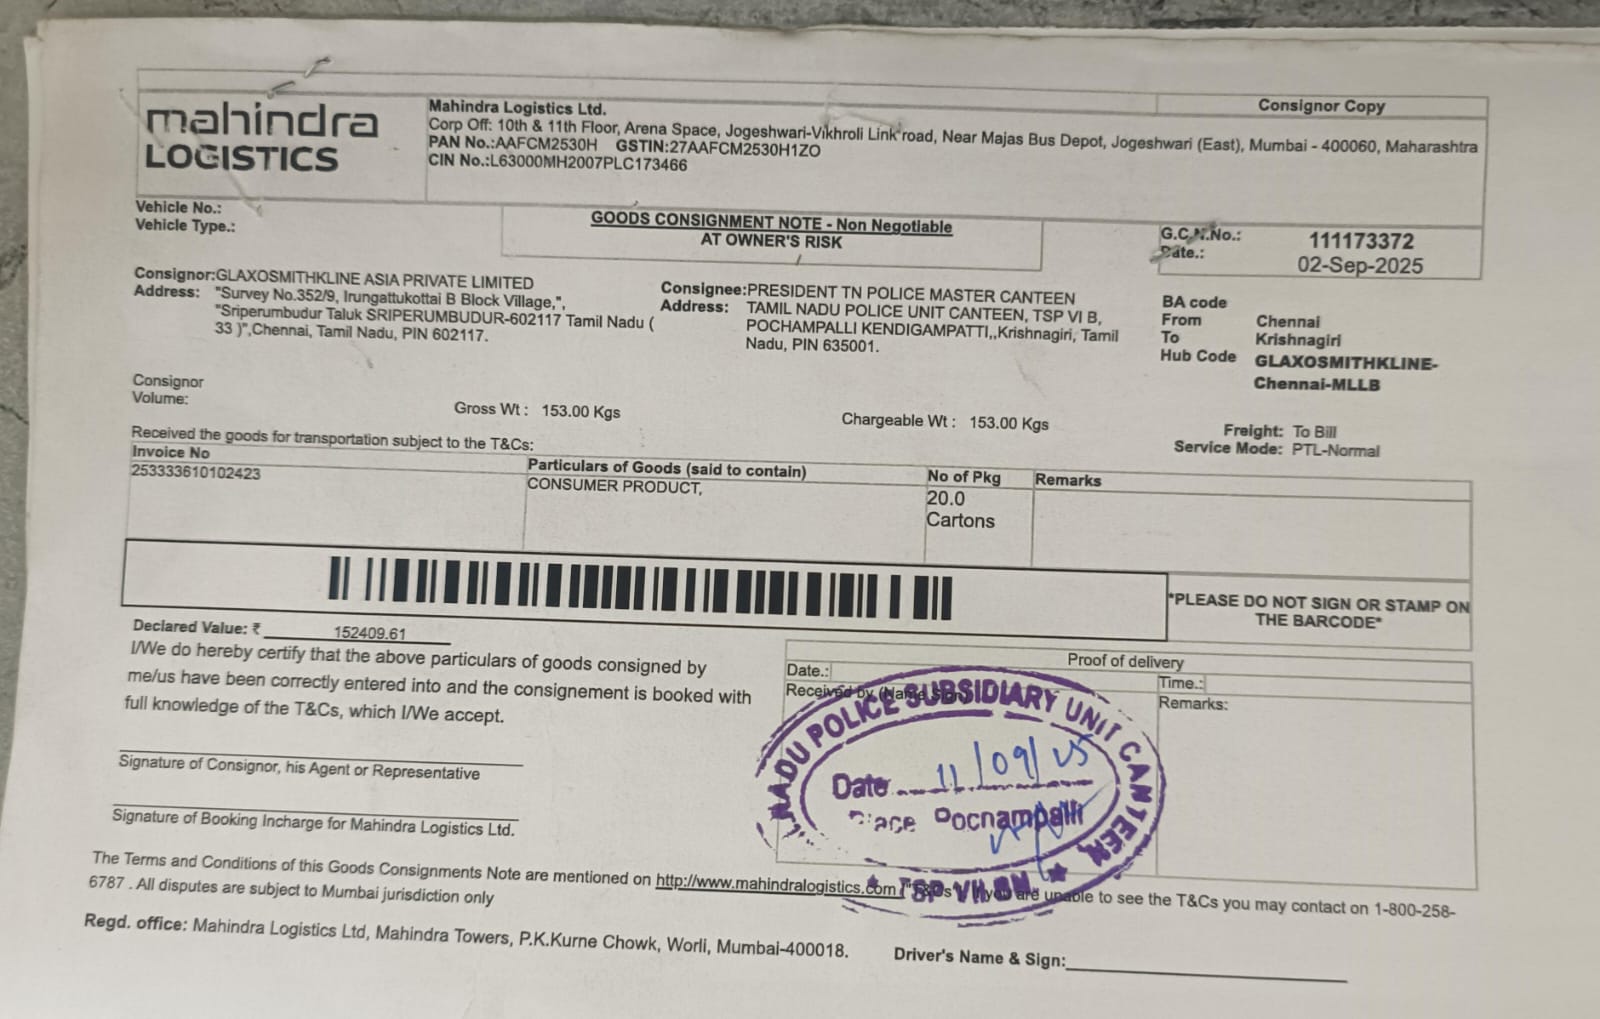 mahindra
LOGISTICS
Mahindra Logistics Ltd.
Corp Off: 10th & 11th Floor, Arena Space, Jogeshwari-Vikhroli Link road, Near Majas Bus Depot, Jogeshwari (East), Mumbai - 400060, Maharashtra
PAN No.:AAFCM2530H GSTIN:27AAFCM2530H1ZO
CIN No.:L63000MH2007PLC173466
Consignor Copy
Vehicle No.:
Vehicle Type.:
GOODS CONSIGNMENT NOTE - Non Negotiable
AT OWNER'S RISK
G.C.N.No.: 111173372
Date.: 02-Sep-2025
Consignor:GLAXOSMITHKLINE ASIA PRIVATE LIMITED
Address: "Survey No.352/9, Irungattukottai B Block Village,",
"Sriperumbudur Taluk SRIPERUMBUDUR-602117 Tamil Nadu (
33 )",Chennai, Tamil Nadu, PIN 602117.
Consignee:PRESIDENT TN POLICE MASTER CANTEEN
Address: TAMIL NADU POLICE UNIT CANTEEN, TSP VI B,
POCHAMPALLI KENDIGAMPATTI,,Krishnagiri, Tamil
Nadu, PIN 635001.
BA code
From Chennai
To Krishnagiri
Hub Code GLAXOSMITHKLINE-
Chennai-MLLB
Consignor
Volume:
Gross Wt : 153.00 Kgs
Chargeable Wt : 153.00 Kgs
Freight: To Bill
Service Mode: PTL-Normal
Received the goods for transportation subject to the T&Cs:
Invoice No
253333610102423
Particulars of Goods (said to contain)
CONSUMER PRODUCT,
No of Pkg
20.0
Cartons
Remarks
*PLEASE DO NOT SIGN OR STAMP ON
THE BARCODE*
Declared Value: ₹ 152409.61
I/We do hereby certify that the above particulars of goods consigned by
me/us have been correctly entered into and the consignement is booked with
full knowledge of the T&Cs, which I/We accept.
Signature of Consignor, his Agent or Representative
Signature of Booking Incharge for Mahindra Logistics Ltd.
Proof of delivery
Date.:
Time.:
Received by (Name
Remarks:
NADU POLICE SUBSIDIARY UNIT CANTEEN
Date 11/09/25
Place Pochampalli
★ TSP VII BN ★
The Terms and Conditions of this Goods Consignments Note are mentioned on http://www.mahindralogistics.com you are unable to see the T&Cs you may contact on 1-800-258-
6787 . All disputes are subject to Mumbai jurisdiction only
Regd. office: Mahindra Logistics Ltd, Mahindra Towers, P.K.Kurne Chowk, Worli, Mumbai-400018.
Driver's Name & Sign: